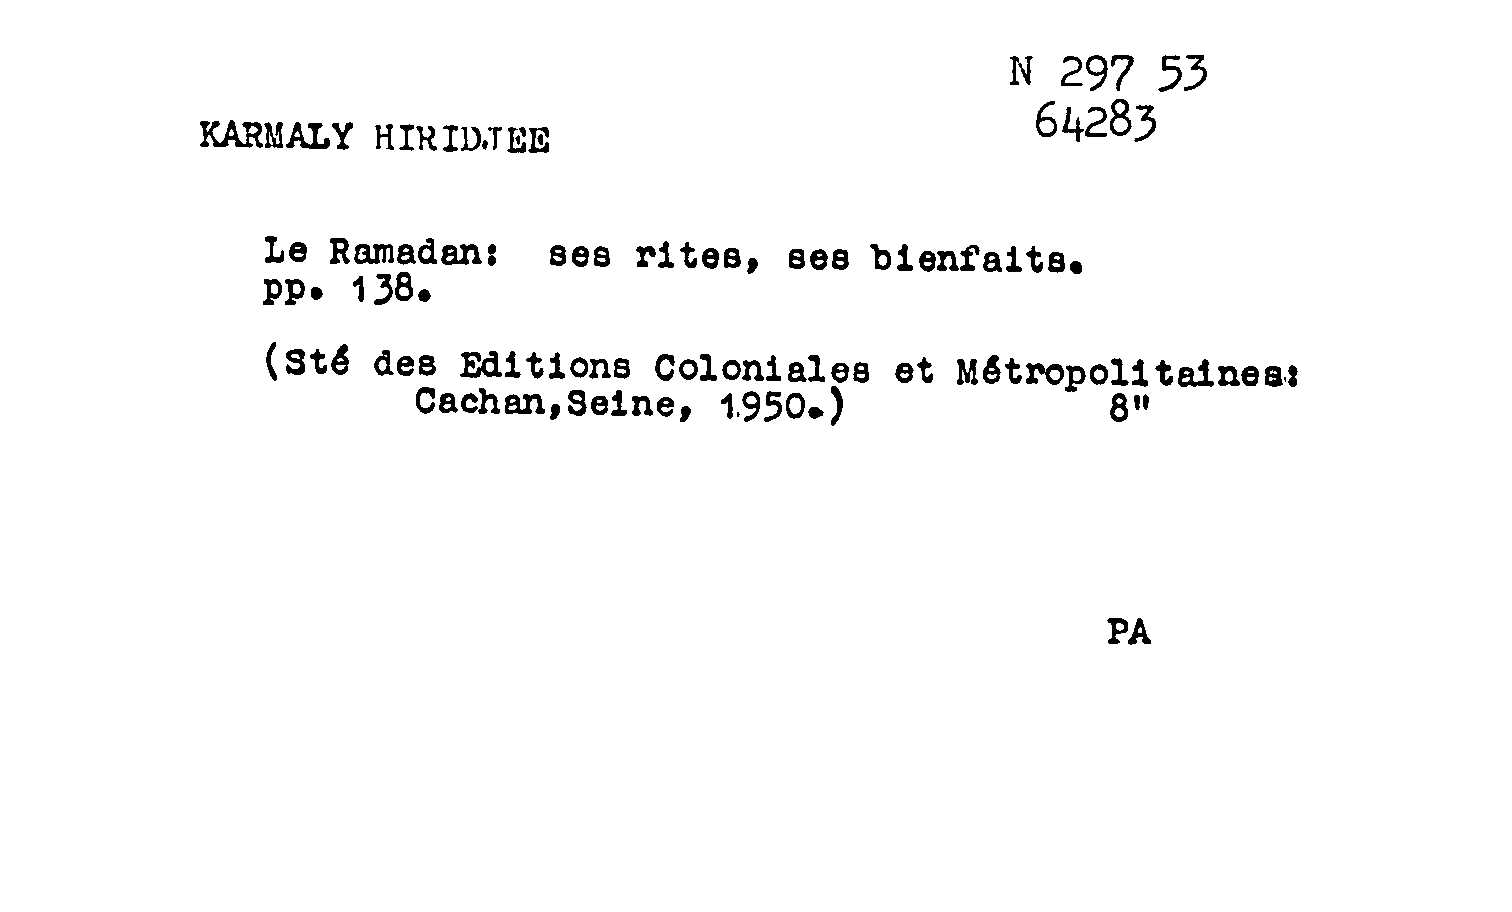 N 297 53
64283
KARMALY HIRIDJEE
Le Ramadan: ses rites, ses bienfaits.
pp. 138.
(Sté des Editions Coloniales et Métropolitaines:
Cachan,Seine, 1950.) 8"
PA